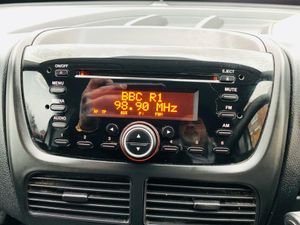 ON/OFF
EJECT
MENU
MUTE
BBC R1
98.90 MHz
FM
AUDIO
AM